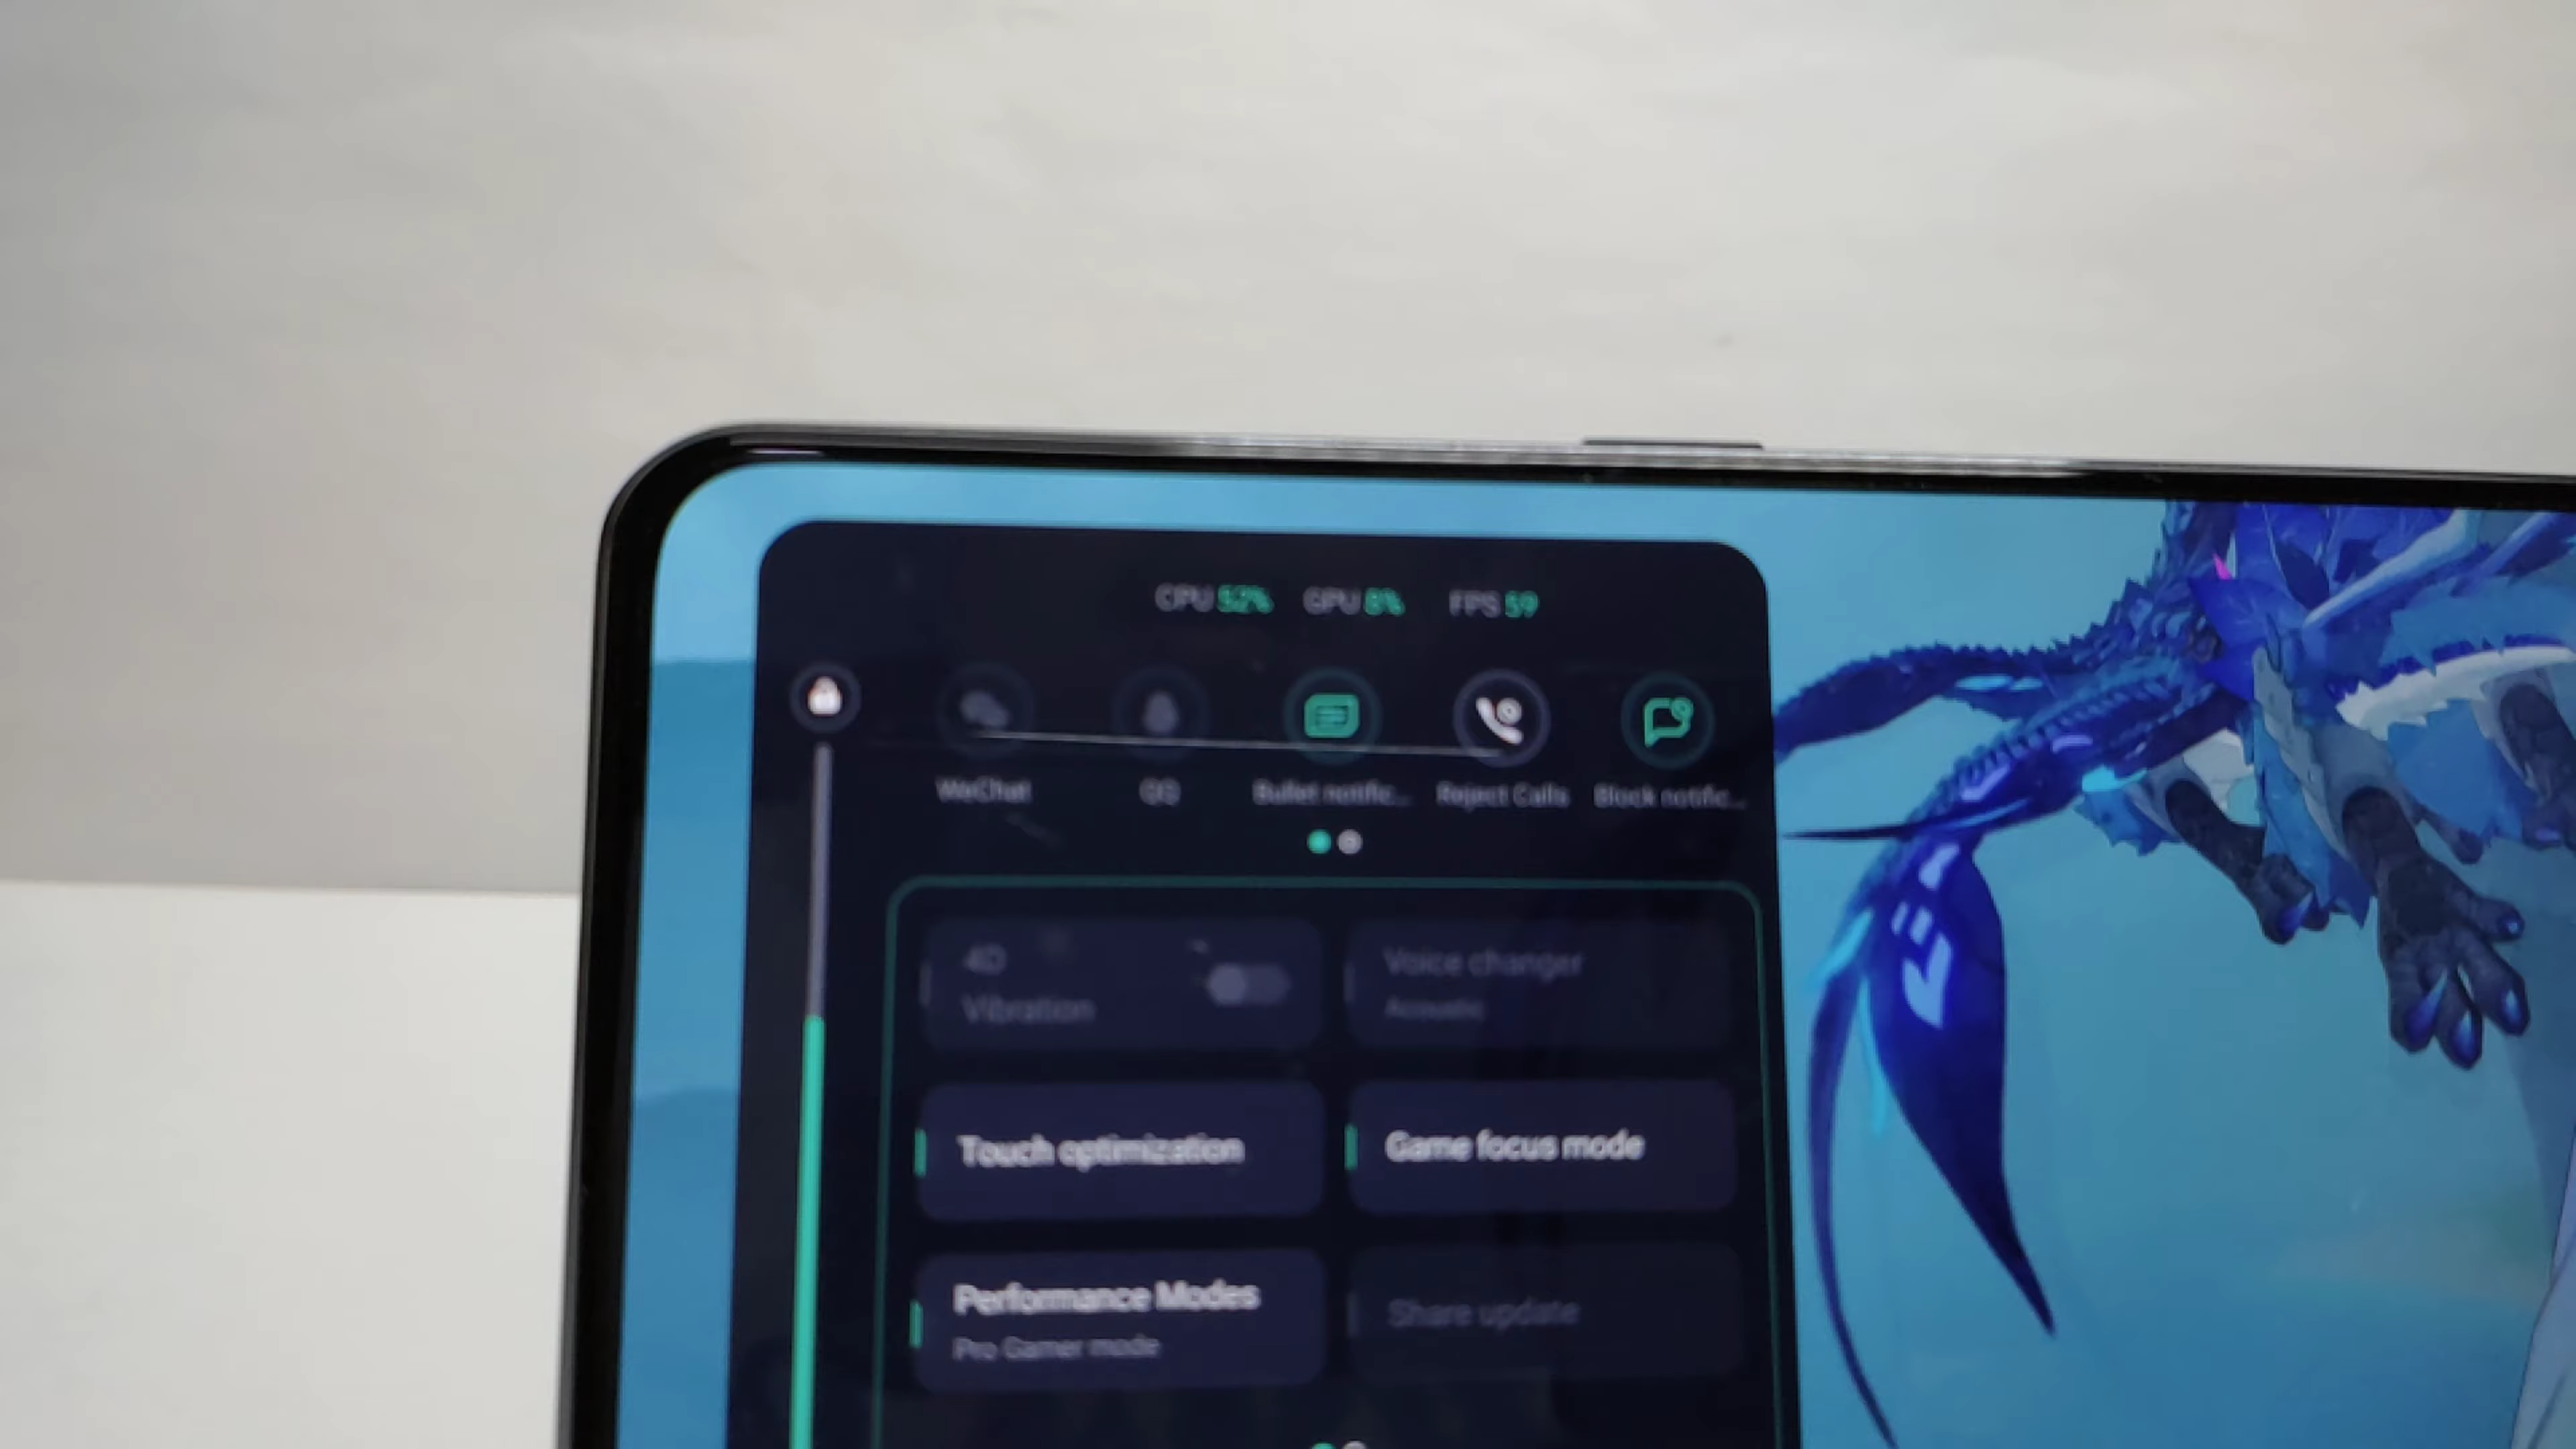 CPU 52% GPU 8% FPS 59
WeChat QQ Bullet notific... Reject Calls Block notific...
4D
Vibration
Voice changer
Acoustic
Touch optimization
Game focus mode
Performance Modes
Pro Gamer mode
Share update